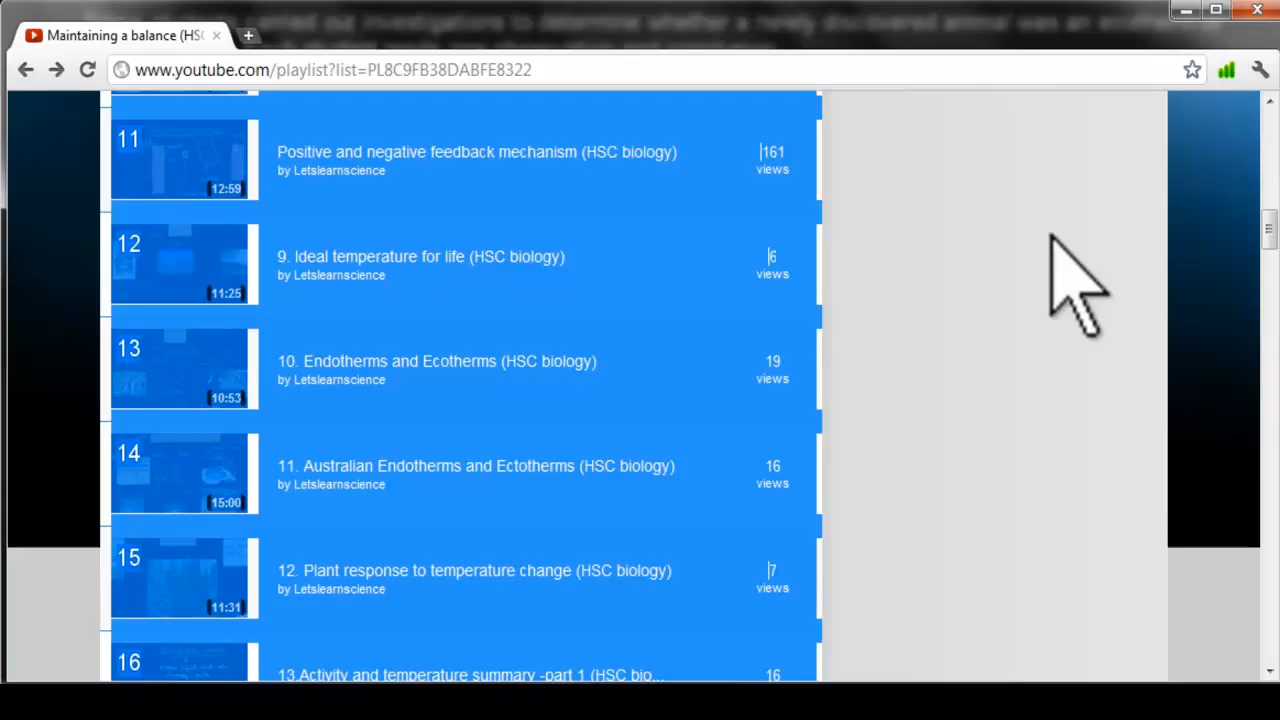 Maintaining a balance (HSC
www.youtube.com/playlist?list=PL8C9FB38DABFE8322
11
12:59
Positive and negative feedback mechanism (HSC biology)
by Letslearnscience
161
views
12
11:25
9. Ideal temperature for life (HSC biology)
by Letslearnscience
6
views
13
10:53
10. Endotherms and Ecotherms (HSC biology)
by Letslearnscience
19
views
14
15:00
11. Australian Endotherms and Ectotherms (HSC biology)
by Letslearnscience
16
views
15
11:31
12. Plant response to temperature change (HSC biology)
by Letslearnscience
7
views
16
13.Activity and temperature summary -part 1 (HSC bio...
16